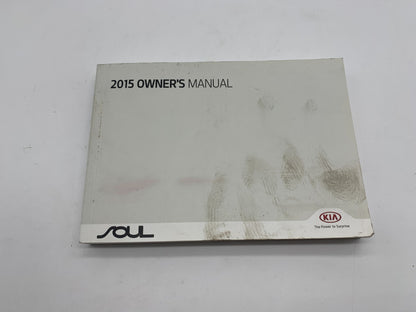 2015 OWNER'S MANUAL
SOUL
KIA
The Power to Surprise